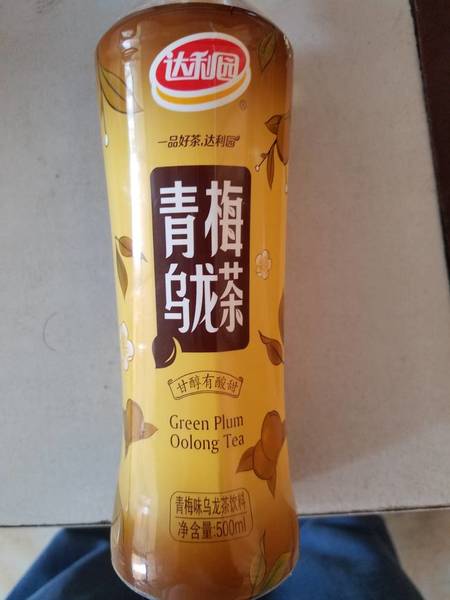 达利园
®
一品好茶,达利园
青梅
乌龙茶
甘醇有酸甜
Green Plum
Oolong Tea
青梅味乌龙茶饮料
净含量:500ml